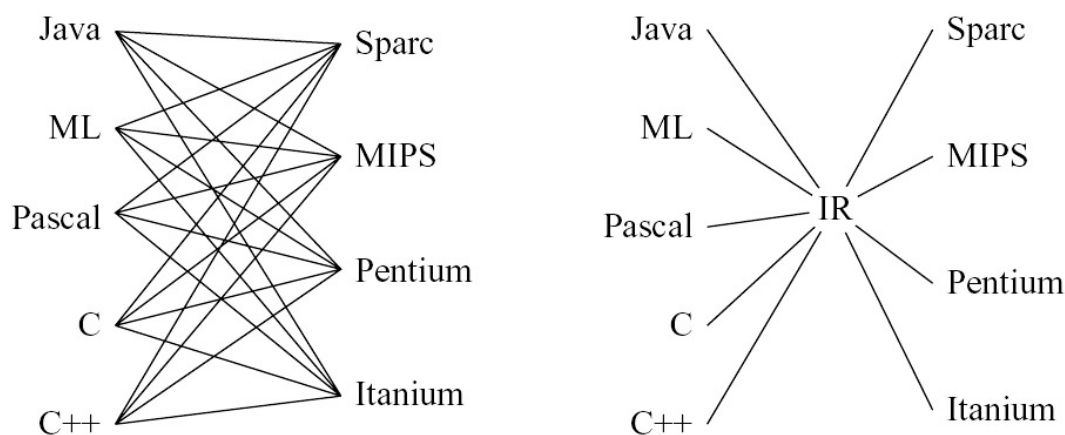 Java
ML
Pascal
C
C++
Sparc
MIPS
Pentium
Itanium
Java
ML
Pascal
C
C++
IR
Sparc
MIPS
Pentium
Itanium